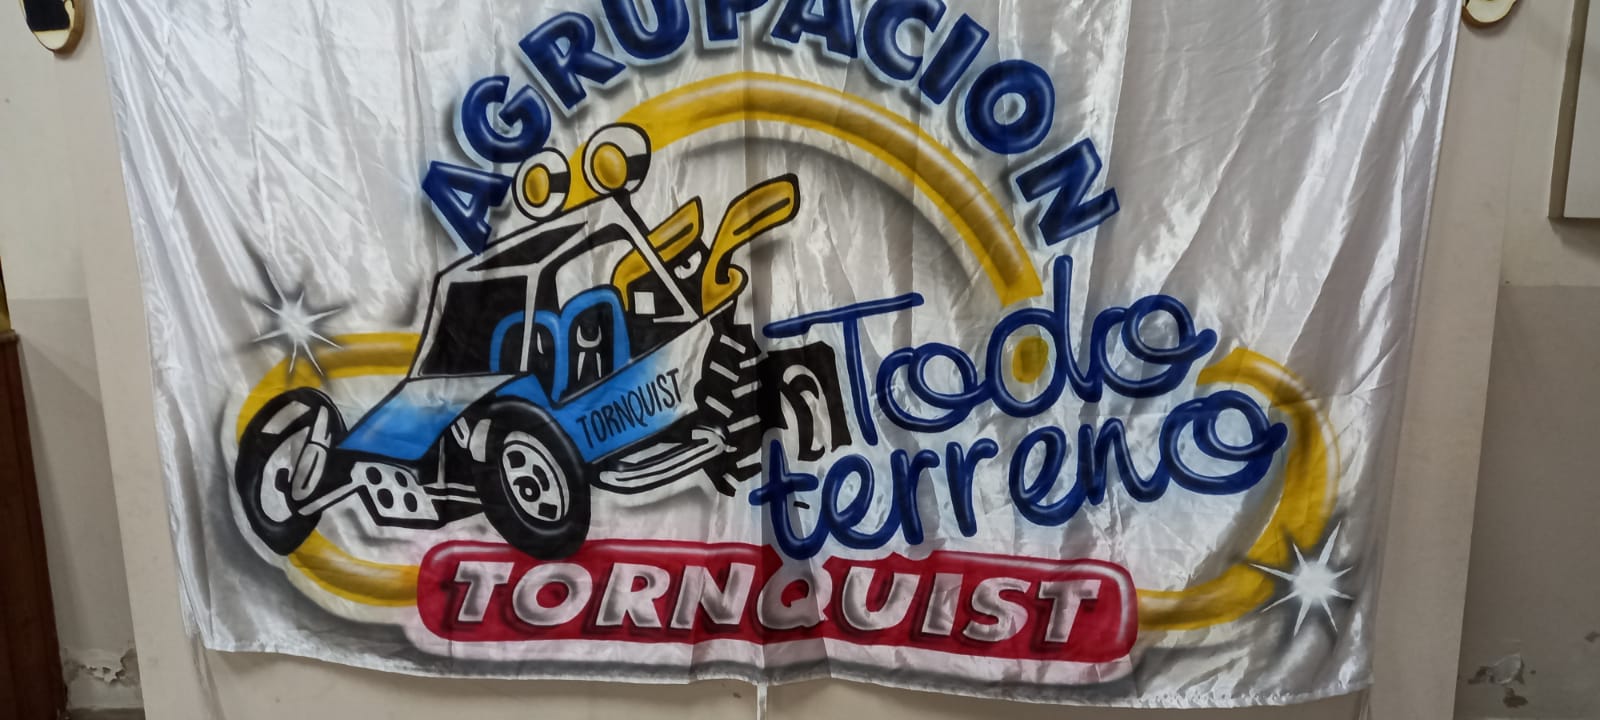 AGRUPACION
Todo
terreno
TORNQUIST
TORNQUIST